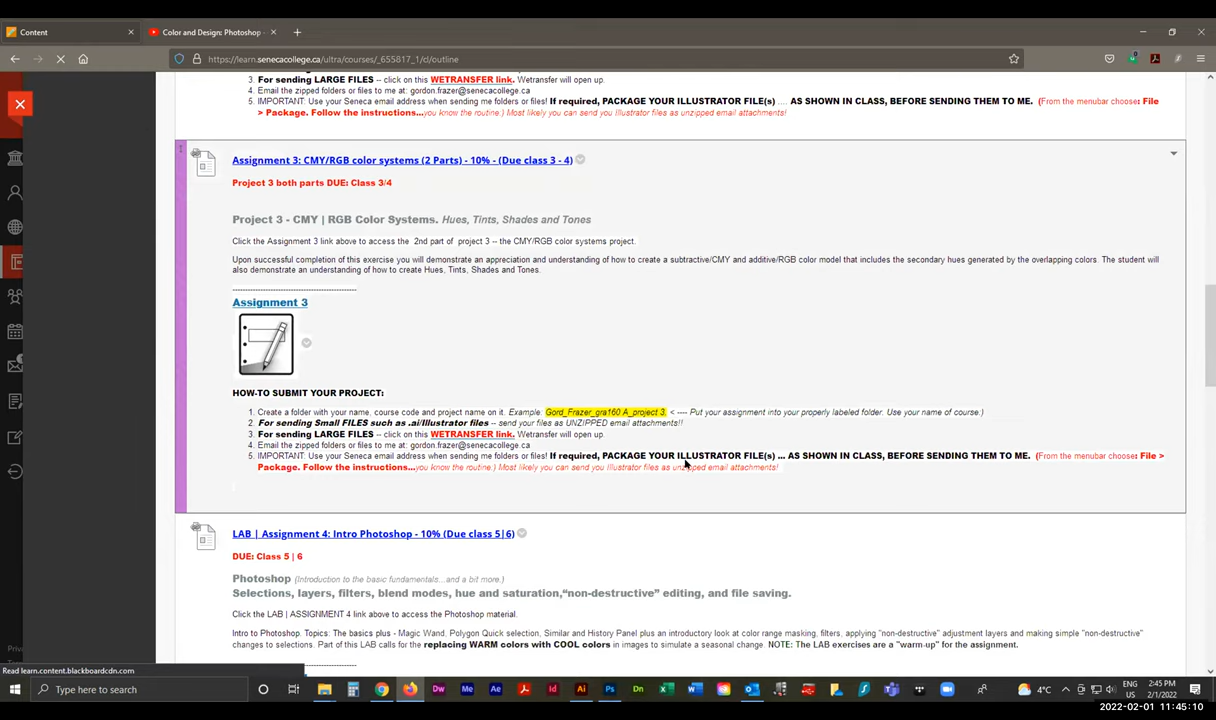 Content
Color and Design: Photoshop -
https://learn.senecacollege.ca/ultra/courses/_655817_1/cl/outline
3. For sending LARGE FILES -- click on this WETRANSFER link. Wetransfer will open up.
4. Email the zipped folders or files to me at: gordon.frazer@senecacollege.ca
5. IMPORTANT: Use your Seneca email address when sending me folders or files! If required, PACKAGE YOUR ILLUSTRATOR FILE(s) .... AS SHOWN IN CLASS, BEFORE SENDING THEM TO ME. (From the menubar choose: File
> Package. Follow the instructions...you know the routine.) Most likely you can send you Illustrator files as unzipped email attachments!
Assignment 3: CMY/RGB color systems (2 Parts) - 10% - (Due class 3 - 4)
Project 3 both parts DUE: Class 3/4
Project 3 - CMY | RGB Color Systems. Hues, Tints, Shades and Tones
Click the Assignment 3 link above to access the 2nd part of project 3 -- the CMY/RGB color systems project.
Upon successful completion of this exercise you will demonstrate an appreciation and understanding of how to create a subtractive/CMY and additive/RGB color model that includes the secondary hues generated by the overlapping colors. The student will
also demonstrate an understanding of how to create Hues, Tints, Shades and Tones.
------------------------------------------------
Assignment 3
HOW-TO SUBMIT YOUR PROJECT:
1. Create a folder with your name, course code and project name on it. Example: Gord_Frazer_gra160 A_project 3. < ---- Put your assignment into your properly labeled folder. Use your name of course.)
2. For sending Small FILES such as .ai/Illustrator files -- send your files as UNZIPPED email attachments!!
3. For sending LARGE FILES -- click on this WETRANSFER link. Wetransfer will open up.
4. Email the zipped folders or files to me at: gordon.frazer@senecacollege.ca
5. IMPORTANT: Use your Seneca email address when sending me folders or files! If required, PACKAGE YOUR ILLUSTRATOR FILE(s) ... AS SHOWN IN CLASS, BEFORE SENDING THEM TO ME. (From the menubar choose: File >
Package. Follow the instructions...you know the routine.) Most likely you can send you Illustrator files as unzipped email attachments!
LAB | Assignment 4: Intro Photoshop - 10% (Due class 5|6)
DUE: Class 5 | 6
Photoshop (Introduction to the basic fundamentals...and a bit more.)
Selections, layers, filters, blend modes, hue and saturation,“non-destructive” editing, and file saving.
Click the LAB | ASSIGNMENT 4 link above to access the Photoshop material.
Intro to Photoshop. Topics: The basics plus - Magic Wand, Polygon Quick selection, Similar and History Panel plus an introductory look at color range masking, filters, applying "non-destructive" adjustment layers and making simple "non-destructive"
changes to selections. Part of this LAB calls for the replacing WARM colors with COOL colors in images to simulate a seasonal change. NOTE: The LAB exercises are a "warm-up" for the assignment.
Priv
Read learn.content.blackboardcdn.com
Type here to search
4°C
ENG
US
2:45 PM
2/1/2022
2022-02-01 11:45:10